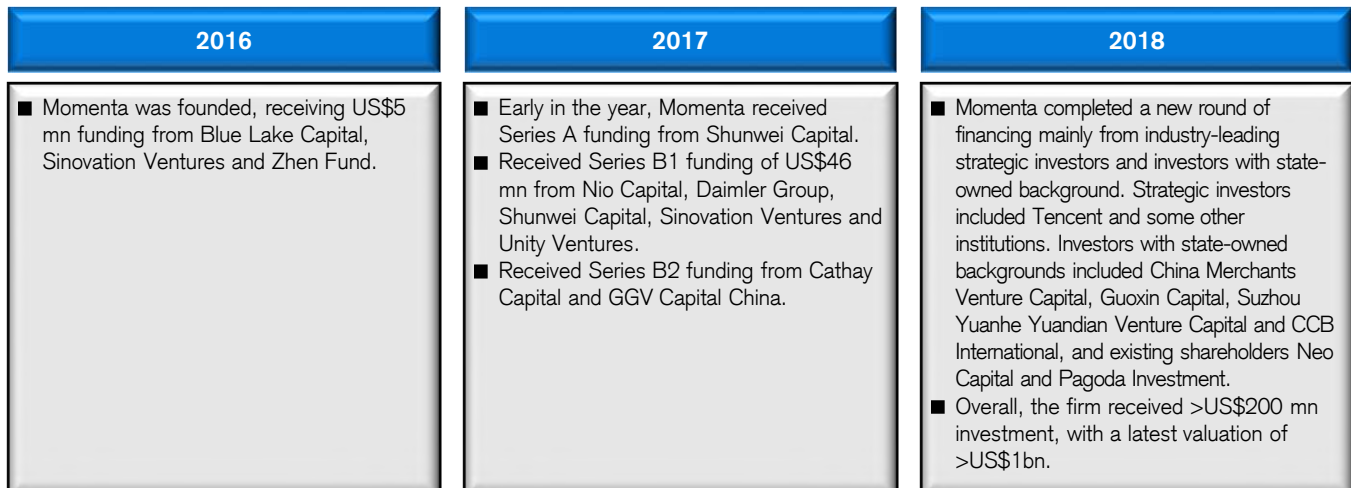 2016
■ Momenta was founded, receiving US$5
mn funding from Blue Lake Capital,
Sinovation Ventures and Zhen Fund.
2017
■ Early in the year, Momenta received
Series A funding from Shunwei Capital.
■ Received Series B1 funding of US$46
mn from Nio Capital, Daimler Group,
Shunwei Capital, Sinovation Ventures and
Unity Ventures.
■ Received Series B2 funding from Cathay
Capital and GGV Capital China.
2018
■ Momenta completed a new round of
financing mainly from industry-leading
strategic investors and investors with state-
owned background. Strategic investors
included Tencent and some other
institutions. Investors with state-owned
backgrounds included China Merchants
Venture Capital, Guoxin Capital, Suzhou
Yuanhe Yuandian Venture Capital and CCB
International, and existing shareholders Neo
Capital and Pagoda Investment.
■ Overall, the firm received >US$200 mn
investment, with a latest valuation of
>US$1bn.